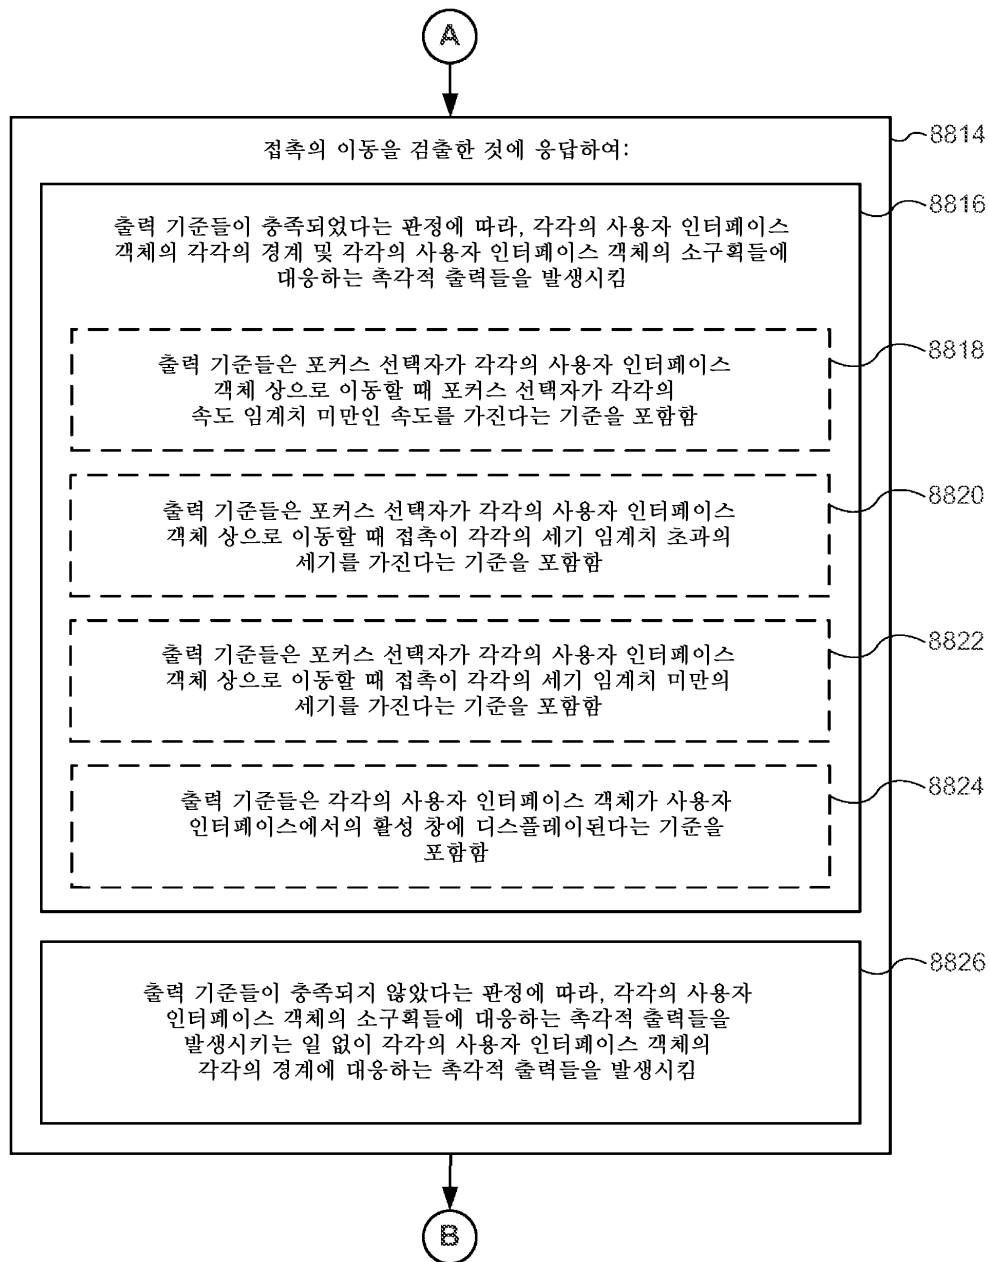 A
접촉의 이동을 검출한 것에 응답하여:
8814
8816
출력 기준들이 충족되었다는 판정에 따라, 각각의 사용자 인터페이스
객체의 각각의 경계 및 각각의 사용자 인터페이스 객체의 소구획들에
대응하는 촉각적 출력들을 발생시킴
8818
출력 기준들은 포커스 선택자가 각각의 사용자 인터페이스
객체 상으로 이동할 때 포커스 선택자가 각각의
속도 임계치 미만인 속도를 가진다는 기준을 포함함
8820
출력 기준들은 포커스 선택자가 각각의 사용자 인터페이스
객체 상으로 이동할 때 접촉이 각각의 세기 임계치 초과의
세기를 가진다는 기준을 포함함
8822
출력 기준들은 포커스 선택자가 각각의 사용자 인터페이스
객체 상으로 이동할 때 접촉이 각각의 세기 임계치 미만의
세기를 가진다는 기준을 포함함
8824
출력 기준들은 각각의 사용자 인터페이스 객체가 사용자
인터페이스에서의 활성 창에 디스플레이된다는 기준을
포함함
8826
출력 기준들이 충족되지 않았다는 판정에 따라, 각각의 사용자
인터페이스 객체의 소구획들에 대응하는 촉각적 출력들을
발생시키는 일 없이 각각의 사용자 인터페이스 객체의
각각의 경계에 대응하는 촉각적 출력들을 발생시킴
B